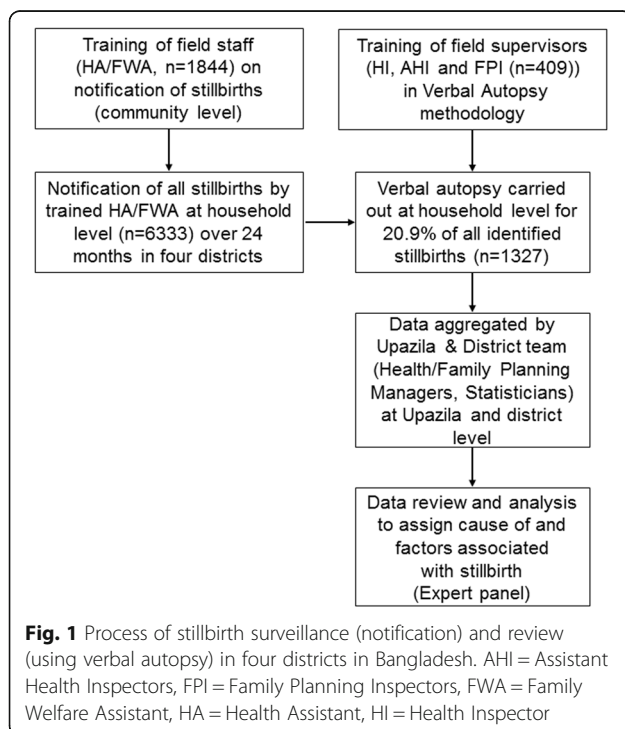 Training of field staff
(HA/FWA, n=1844) on
notification of stillbirths
(community level)
Training of field supervisors
(HI, AHI and FPI (n=409))
in Verbal Autopsy
methodology
Notification of all stillbirths by
trained HA/FWA at household
level (n=6333) over 24
months in four districts
Verbal autopsy carried
out at household level for
20.9% of all identified
stillbirths (n=1327)
Data aggregated by
Upazila & District team
(Health/Family Planning
Managers, Statisticians)
at Upazila and district
level
Data review and analysis
to assign cause of and
factors associated
with stillbirth
(Expert panel)
Fig. 1 Process of stillbirth surveillance (notification) and review
(using verbal autopsy) in four districts in Bangladesh. AHI = Assistant
Health Inspectors, FPI = Family Planning Inspectors, FWA = Family
Welfare Assistant, HA = Health Assistant, HI = Health Inspector